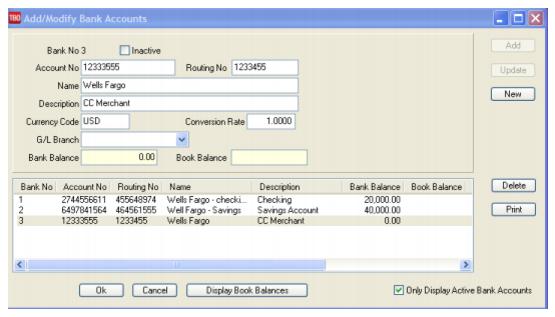 TBO Add/Modify Bank Accounts
Bank No 3 Inactive
Account No 12333555 Routing No 1233455
Name Wells Fargo
Description CC Merchant
Currency Code USD Conversion Rate 1.0000
G/L Branch
Bank Balance 0.00 Book Balance
Add
Update
New
Bank No Account No Routing No Name Description Bank Balance Book Balance
1 2744556611 455648974 Wells Fargo - checki... Checking 20,000.00
2 6497841564 464561555 Well Fargo - Savings Savings Account 40,000.00
3 12333555 1233455 Wells Fargo CC Merchant 0.00
Delete
Print
Ok Cancel Display Book Balances Only Display Active Bank Accounts